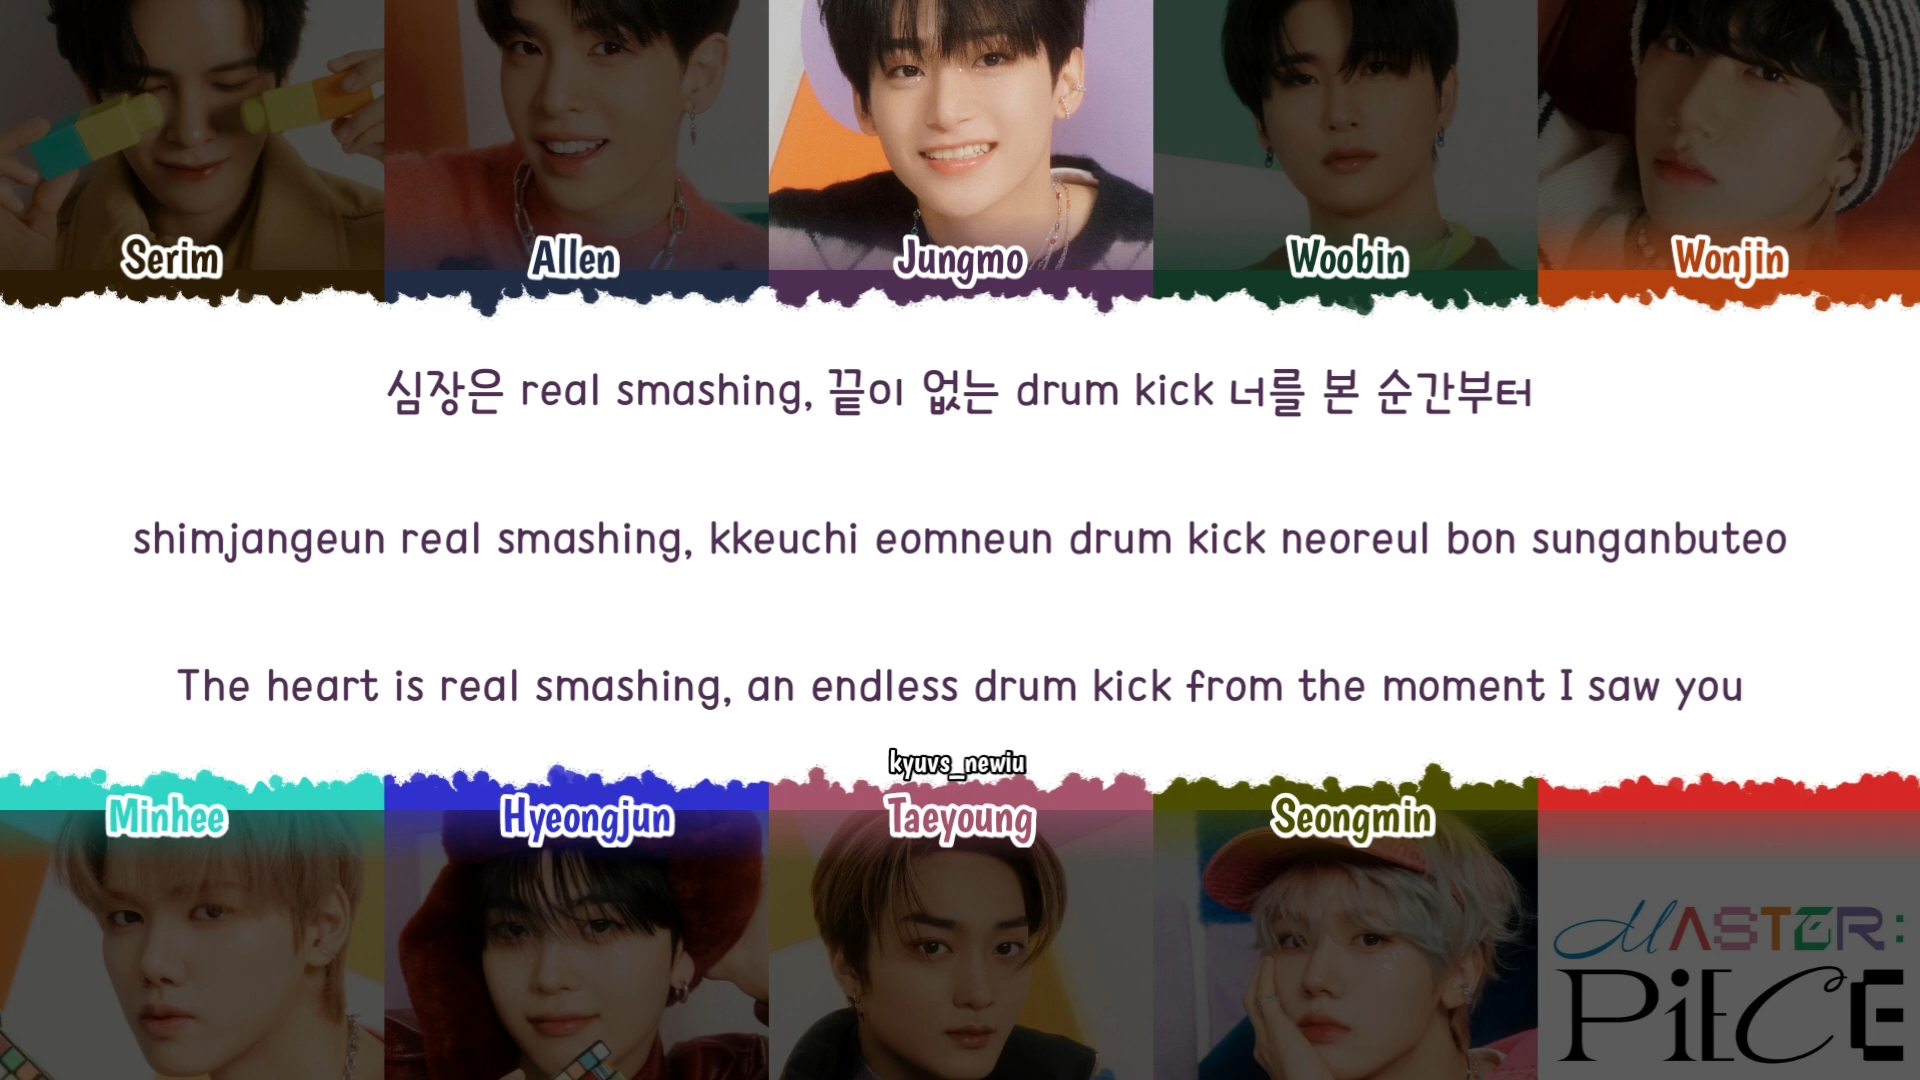 Serim
Allen
Jungmo
Woobin
Wonjin
심장은 real smashing, 끝이 없는 drum kick 너를 본 순간부터
shimjangeun real smashing, kkeuchi eomneun drum kick neoreul bon sunganbuteo
The heart is real smashing, an endless drum kick from the moment I saw you
kyuvs_newiu
Minhee
Hyeongjun
Taeyoung
Seongmin
MASTER:
PiECE